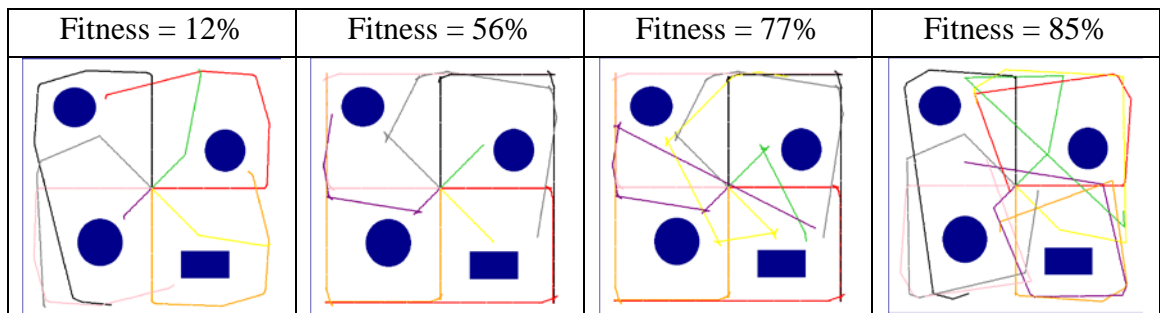 Fitness = 12%
Fitness = 56%
Fitness = 77%
Fitness = 85%